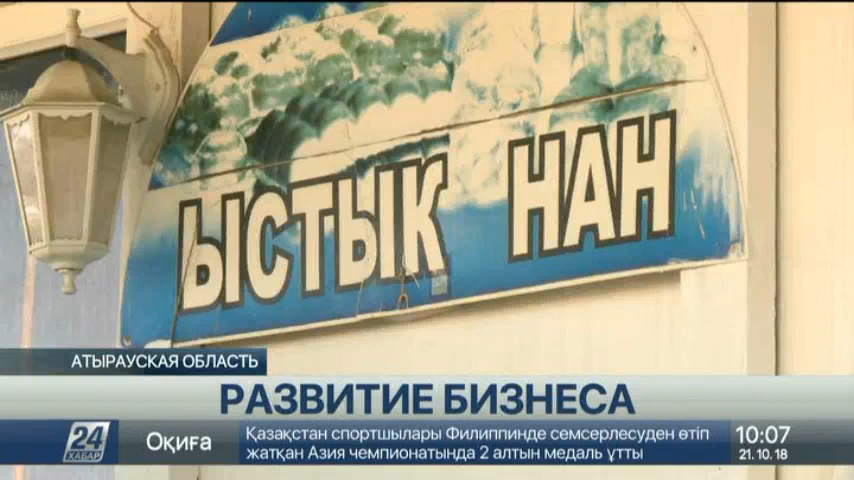 ЫСТЫҚ НАН
АТЫРАУСКАЯ ОБЛАСТЬ
РАЗВИТИЕ БИЗНЕСА
24
ХАБАР
Оқиға
Қазақстан спортшылары Филиппинде семсерлесуден өтіп
жатқан Азия чемпионатында 2 алтын медаль ұтты
10:07
21.10.18